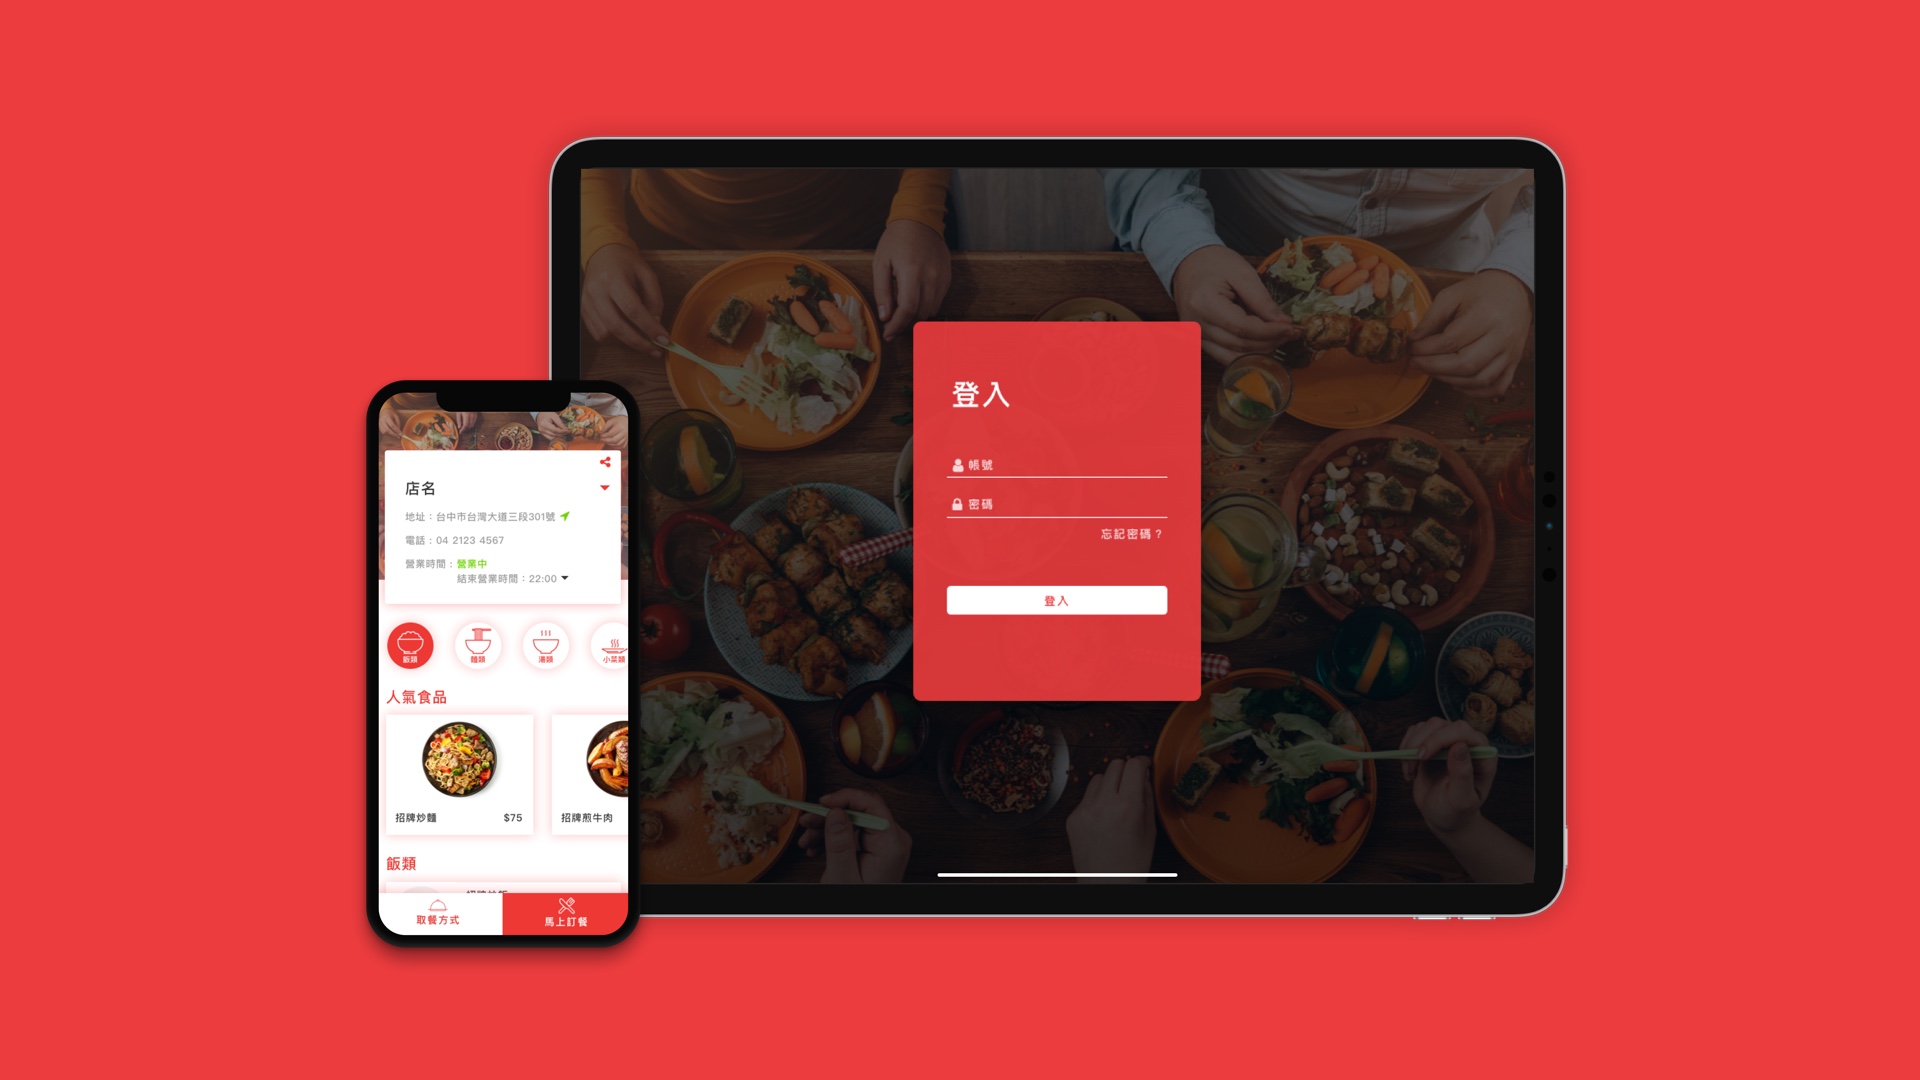 店名
地址：台中市台灣大道三段301號
電話：04 2123 4567
營業時間：營業中
結束營業時間：22:00
飯類
麵類
湯類
小菜類
人氣食品
招牌炒麵 $75
招牌煎牛肉
飯類
取餐方式
馬上訂餐
登入
帳號
密碼
忘記密碼？
登入